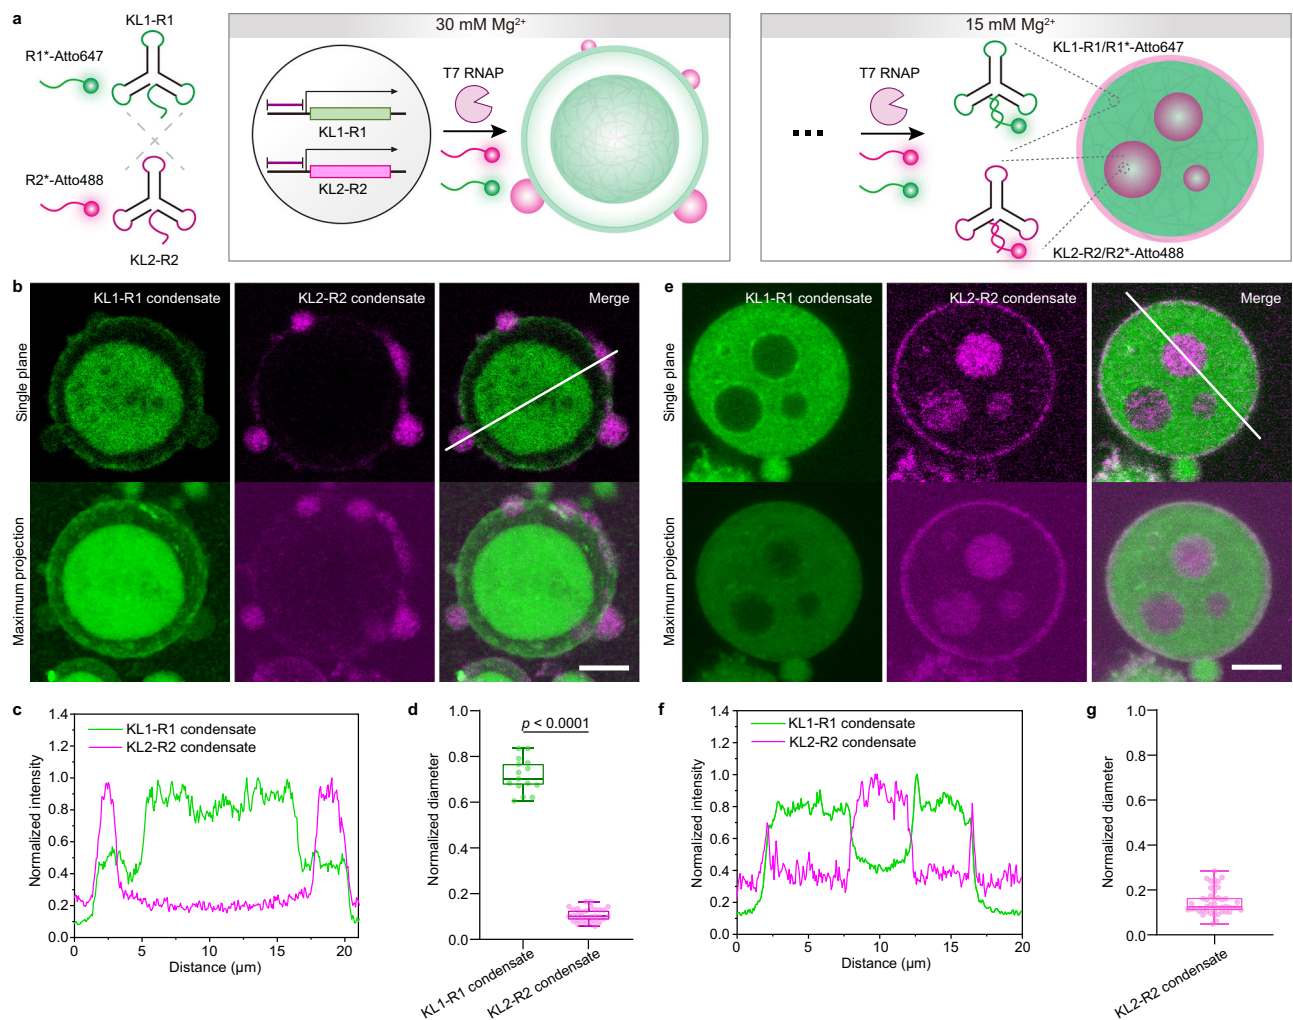 a
KL1-R1
R1*-Atto647
R2*-Atto488
KL2-R2
30 mM Mg²⁺
T7 RNAP
KL1-R1
KL2-R2
15 mM Mg²⁺
KL1-R1/R1*-Atto647
T7 RNAP
KL2-R2/R2*-Atto488
b
KL1-R1 condensate
KL2-R2 condensate
Merge
Single plane
Maximum projection
e
KL1-R1 condensate
KL2-R2 condensate
Merge
Single plane
Maximum projection
c
KL1-R1 condensate
KL2-R2 condensate
Normalized intensity
1.4
1.2
1.0
0.8
0.6
0.4
0.2
0.0
0
5
10
15
20
Distance (μm)
d
p < 0.0001
Normalized diameter
1.0
0.8
0.6
0.4
0.2
0.0
KL1-R1 condensate
KL2-R2 condensate
f
KL1-R1 condensate
KL2-R2 condensate
Normalized intensity
1.4
1.2
1.0
0.8
0.6
0.4
0.2
0.0
0
5
10
15
20
Distance (μm)
g
Normalized diameter
1.0
0.8
0.6
0.4
0.2
0.0
KL2-R2 condensate